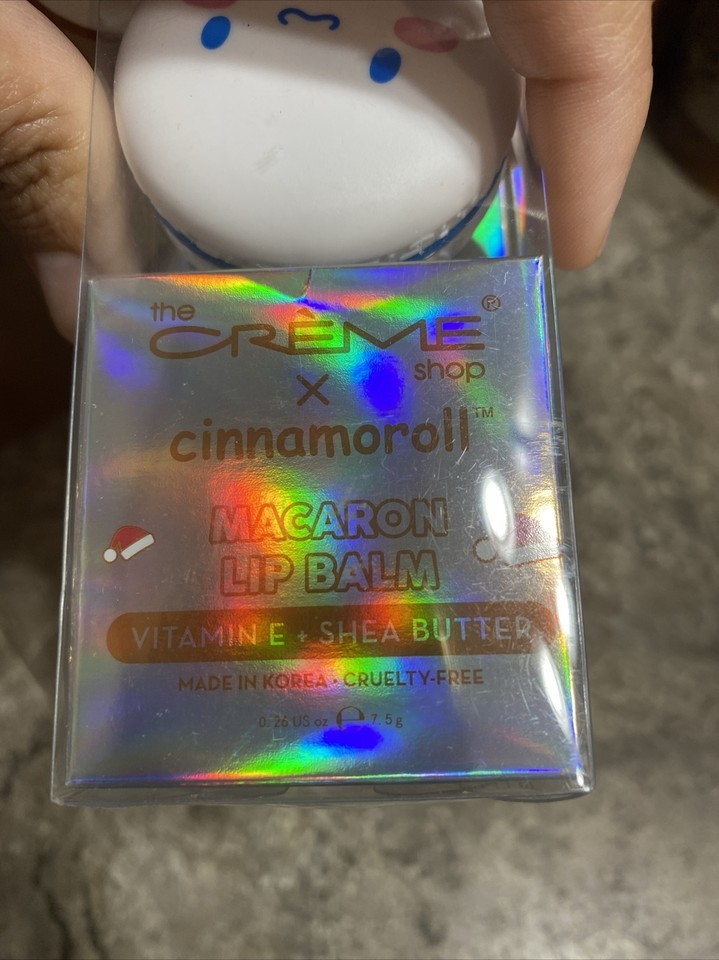 the
CRÈME®
shop
X
cinnamoroll™
MACARON
LIP BALM
VITAMIN E + SHEA BUTTER
MADE IN KOREA · CRUELTY-FREE
0.26 US oz ℮ 7.5g